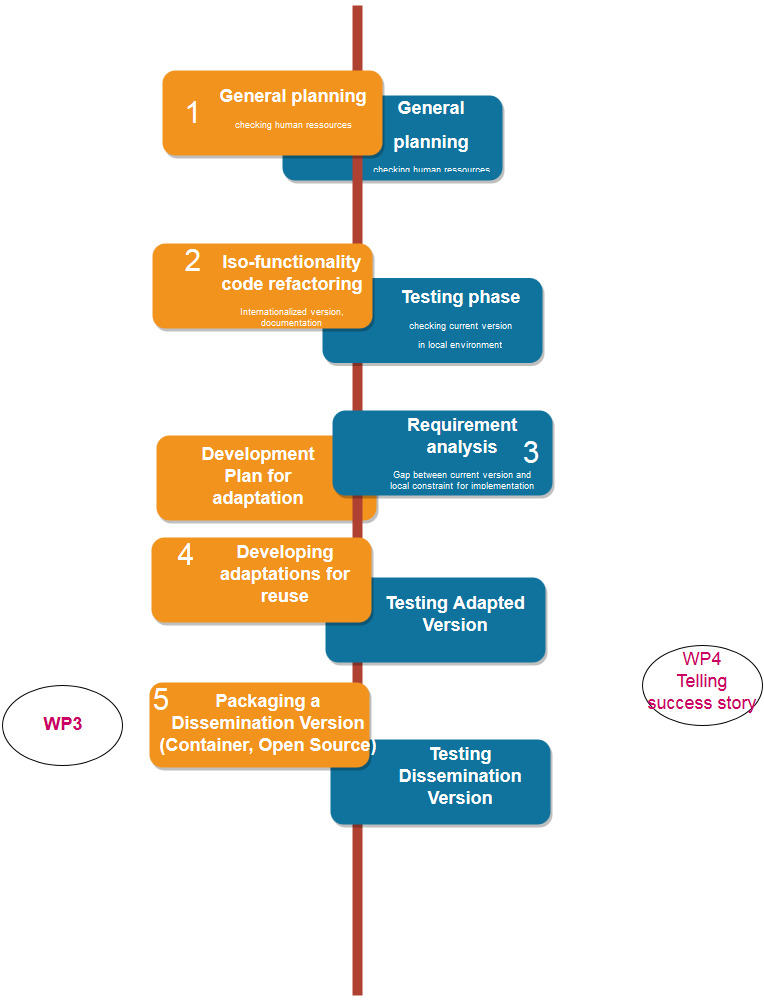 1
General planning
checking human ressources
General
planning
checking human ressources
2
Iso-functionality
code refactoring
Internationalized version,
documentation
Testing phase
checking current version
in local environment
Requirement
analysis
3
Gap between current version and
local constraint for implementation
Development
Plan for
adaptation
4
Developing
adaptations for
reuse
Testing Adapted
Version
WP4
Telling
success story
5
Packaging a
Dissemination Version
(Container, Open Source)
WP3
Testing
Dissemination
Version